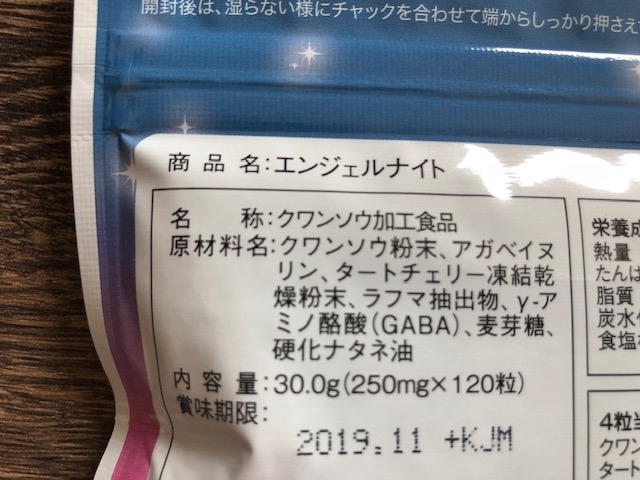 開封後は、湿らない様にチャックを合わせて端からしっかり押さえ
商品名:エンジェルナイト
名称:クワンソウ加工食品
原材料名:クワンソウ粉末、アガベイヌ
リン、タートチェリー凍結乾
燥粉末、ラフマ抽出物、γ-ア
ミノ酪酸(GABA)、麦芽糖、
硬化ナタネ油
内容量:30.0g(250mg×120粒)
賞味期限:
2019.11 +KJM
栄養成
熱量
たんぱ
脂質
炭水
食塩
4粒当
クワン
タート